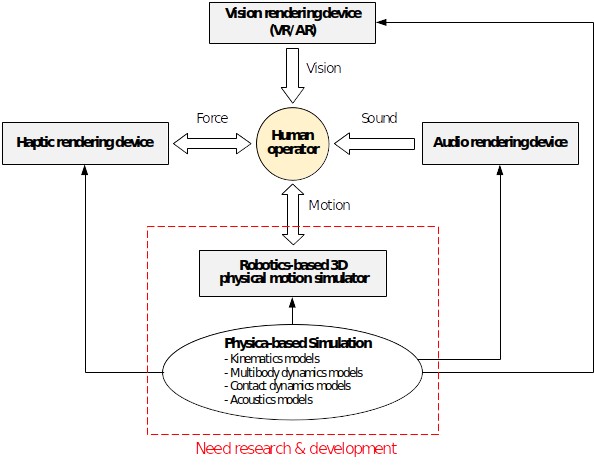 Vision rendering device
(VR/AR)
Vision
Force
Sound
Haptic rendering device
Human
operator
Audio rendering device
Motion
Robotics-based 3D
physical motion simulator
Physica-based Simulation
- Kinematics models
- Multibody dynamics models
- Contact dynamics models
- Acoustics models
Need research & development